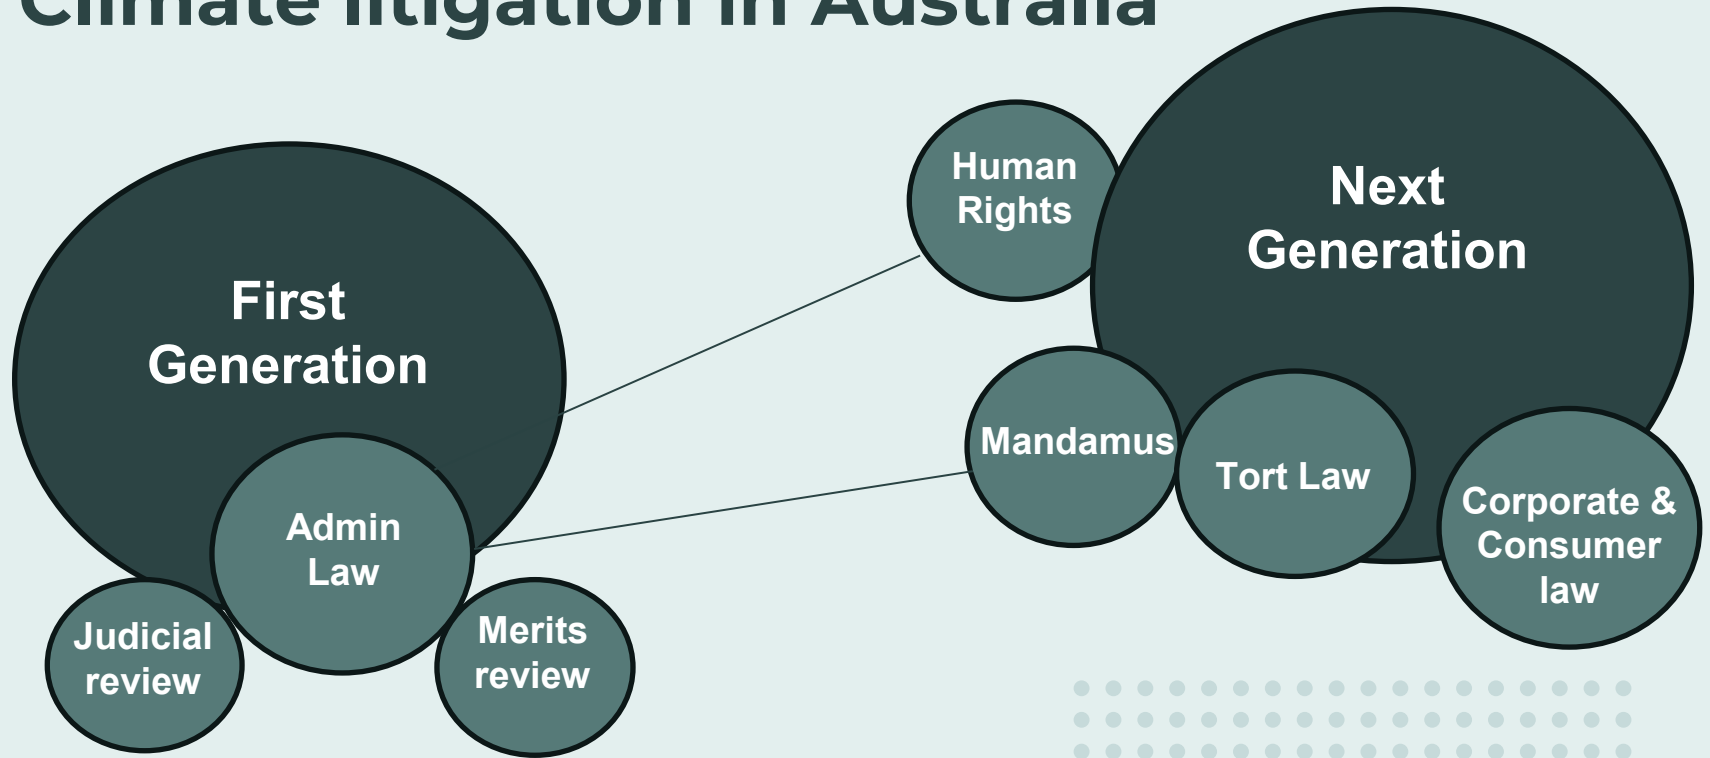 Climate litigation in Australia
First
Generation
Admin
Law
Judicial
review
Merits
review
Human
Rights
Next
Generation
Mandamus
Tort Law
Corporate &
Consumer
law